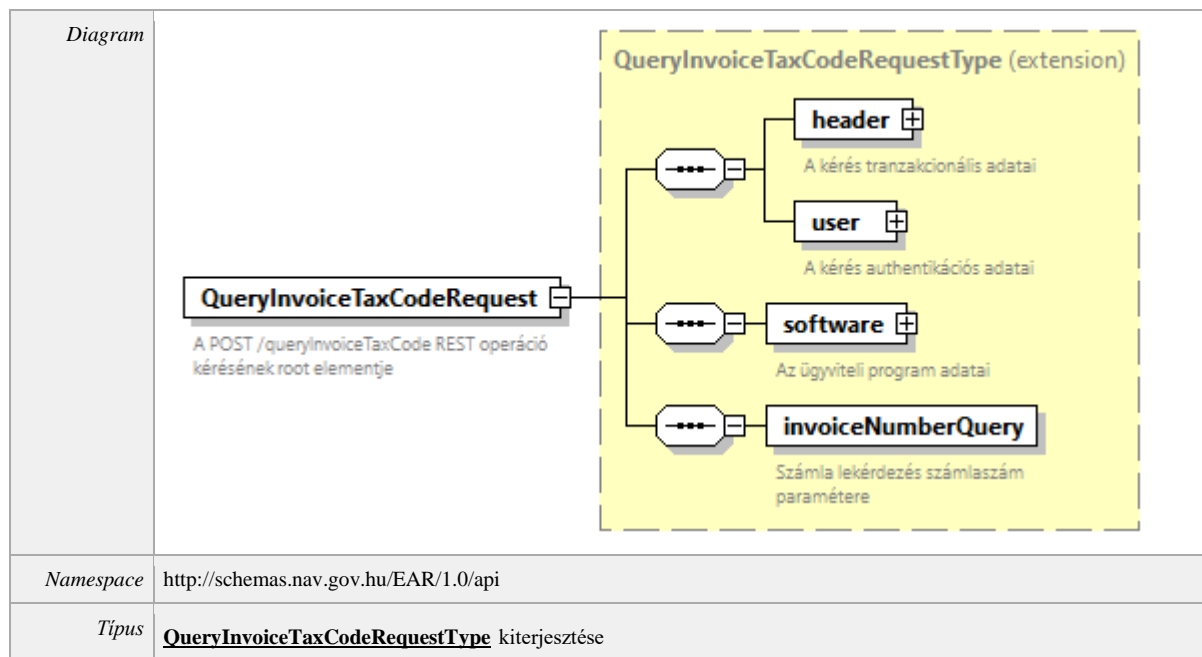 Diagram
QueryInvoiceTaxCodeRequestType (extension)
header
A kérés tranzakcionális adatai
user
A kérés authentikációs adatai
QueryInvoiceTaxCodeRequest
A POST /queryInvoiceTaxCode REST operáció
kérésének root elementje
software
Az ügyviteli program adatai
invoiceNumberQuery
Számla lekérdezés számlaszám
paramétere
Namespace http://schemas.nav.gov.hu/EAR/1.0/api
Típus QueryInvoiceTaxCodeRequestType kiterjesztése